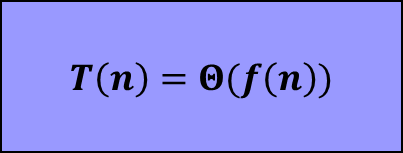 T(n) = Θ(f(n))